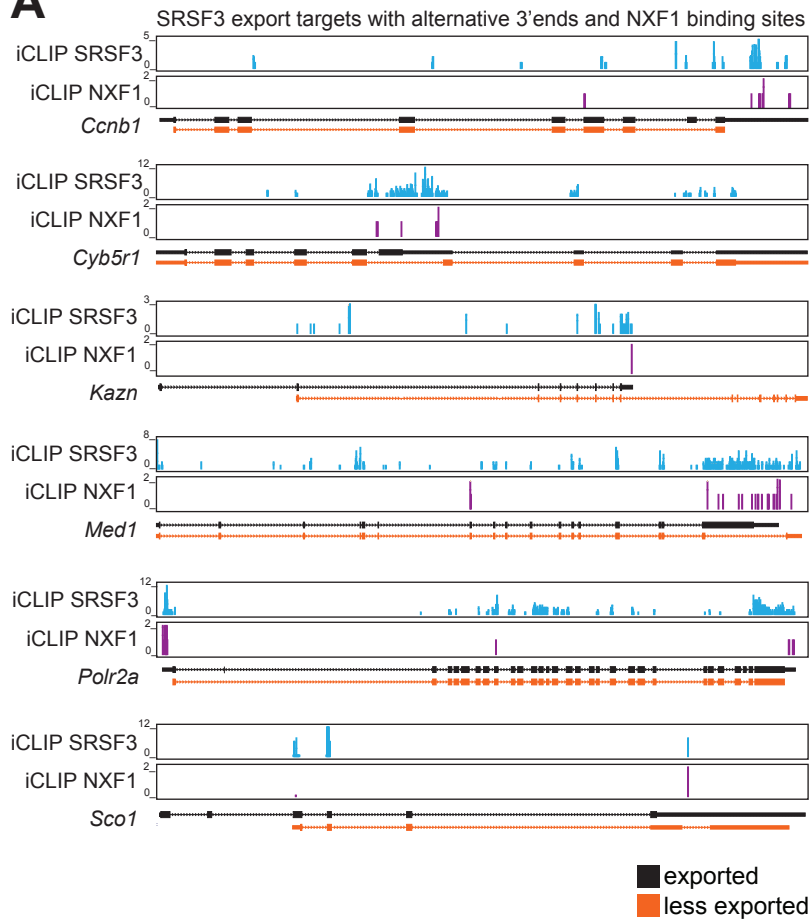 A
SRSF3 export targets with alternative 3'ends and NXF1 binding sites
5
iCLIP SRSF3
0
2
iCLIP NXF1
0
Ccnb1
12
iCLIP SRSF3
0
2
iCLIP NXF1
0
Cyb5r1
3
iCLIP SRSF3
0
2
iCLIP NXF1
0
Kazn
8
iCLIP SRSF3
0
2
iCLIP NXF1
0
Med1
12
iCLIP SRSF3
0
2
iCLIP NXF1
0
Polr2a
12
iCLIP SRSF3
0
2
iCLIP NXF1
0
Sco1
exported
less exported